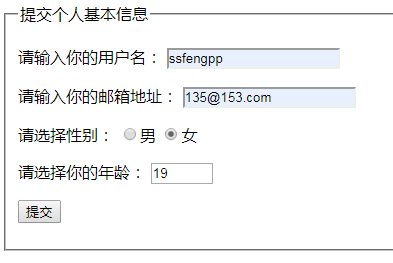 提交个人基本信息
请输入你的用户名： ssfengpp
请输入你的邮箱地址： 135@153.com
请选择性别： 男 女
请选择你的年龄： 19
提交